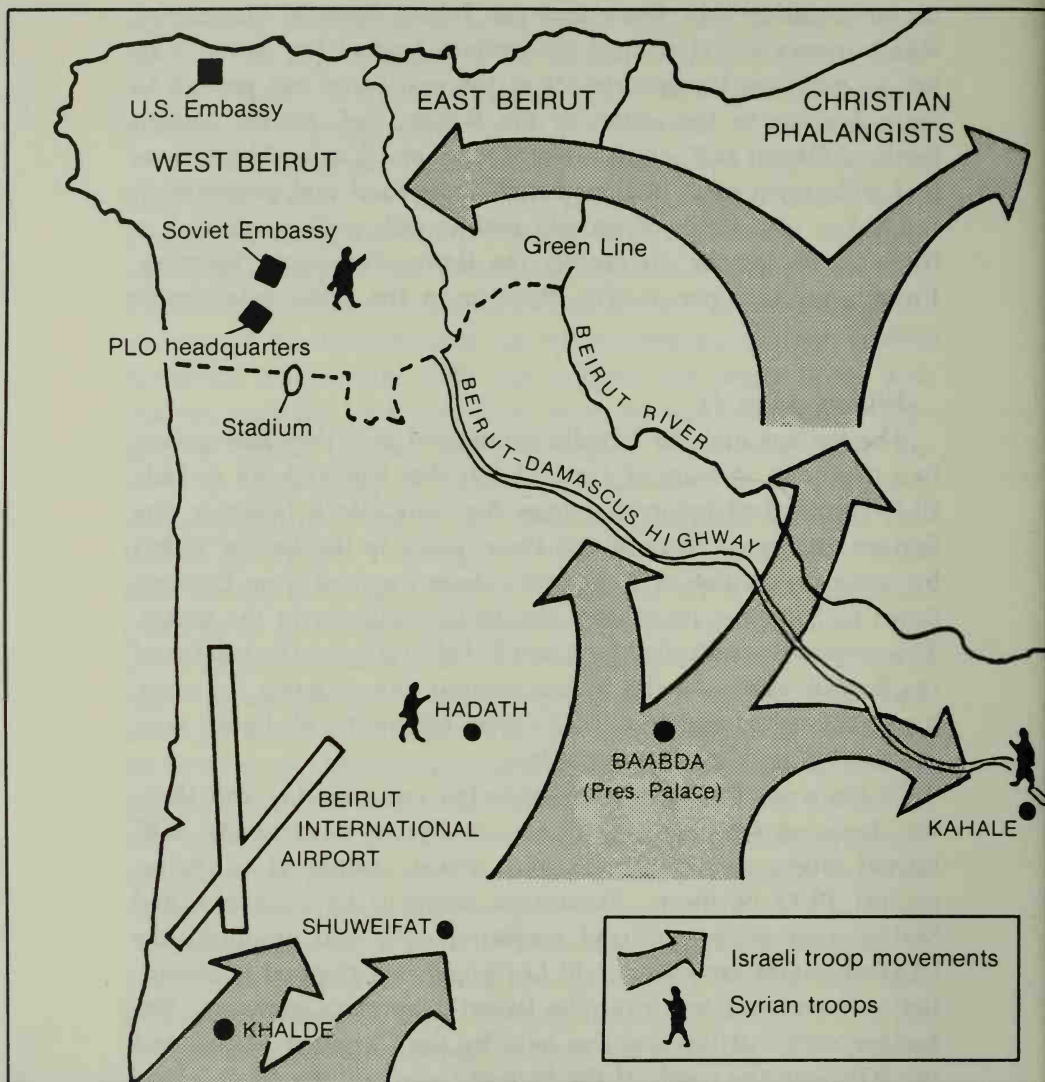 U.S. Embassy
WEST BEIRUT
EAST BEIRUT
CHRISTIAN
PHALANGISTS
Soviet Embassy
Green Line
PLO headquarters
Stadium
BEIRUT RIVER
BEIRUT-DAMASCUS HIGHWAY
HADATH
BAABDA
(Pres. Palace)
KAHALE
BEIRUT
INTERNATIONAL
AIRPORT
SHUWEIFAT
KHALDE
Israeli troop movements
Syrian troops